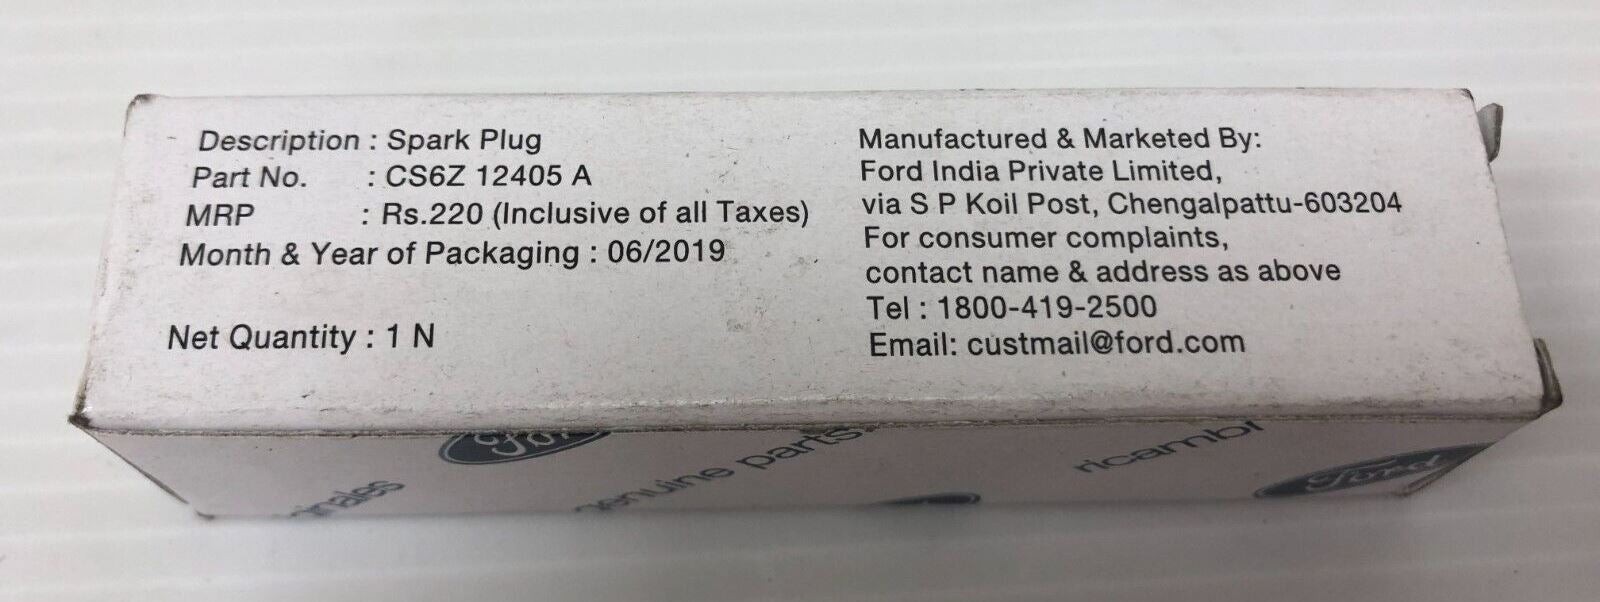 Description : Spark Plug
Part No. : CS6Z 12405 A
MRP : Rs.220 (Inclusive of all Taxes)
Month & Year of Packaging : 06/2019
Net Quantity : 1 N
Manufactured & Marketed By:
Ford India Private Limited,
via S P Koil Post, Chengalpattu-603204
For consumer complaints,
contact name & address as above
Tel : 1800-419-2500
Email: custmail@ford.com
Ford
genuine parts
ricambi
Ford